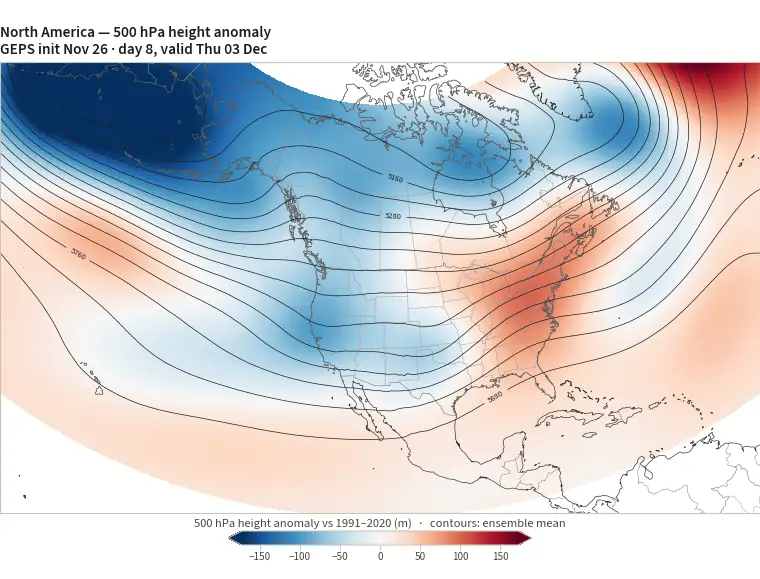 North America — 500 hPa height anomaly
GEPS init Nov 26 · day 8, valid Thu 03 Dec
5160
5280
5760
5880
500 hPa height anomaly vs 1991–2020 (m) · contours: ensemble mean
−150 −100 −50 0 50 100 150